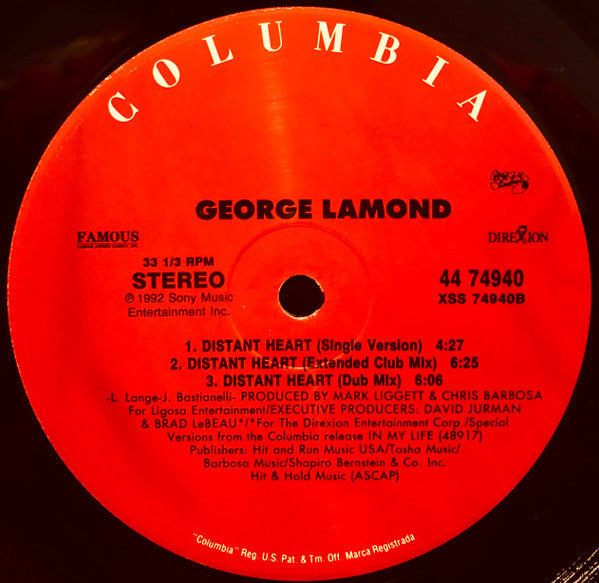 COLUMBIA
GEORGE LAMOND
FAMOUS
DIREXION
33 1/3 RPM
STEREO
℗ 1992 Sony Music
Entertainment Inc.
44 74940
XSS 74940B
1. DISTANT HEART (Single Version) 4:27
2. DISTANT HEART (Extended Club Mix) 6:25
3. DISTANT HEART (Dub Mix) 6:06
-L. Lange-J. Bastianelli- PRODUCED BY MARK LIGGETT & CHRIS BARBOSA
For Ligosa Entertainment/EXECUTIVE PRODUCERS: DAVID JURMAN
& BRAD LeBEAU*/*For The Direxion Entertainment Corp./Special
Versions from the Columbia release IN MY LIFE (48917)
Publishers: Hit and Run Music USA/Tosha Music/
Barbosa Music/Shapiro Bernstein & Co. Inc.
Hit & Hold Music (ASCAP)
"Columbia" Reg. U.S. Pat. & Tm. Off. Marca Registrada